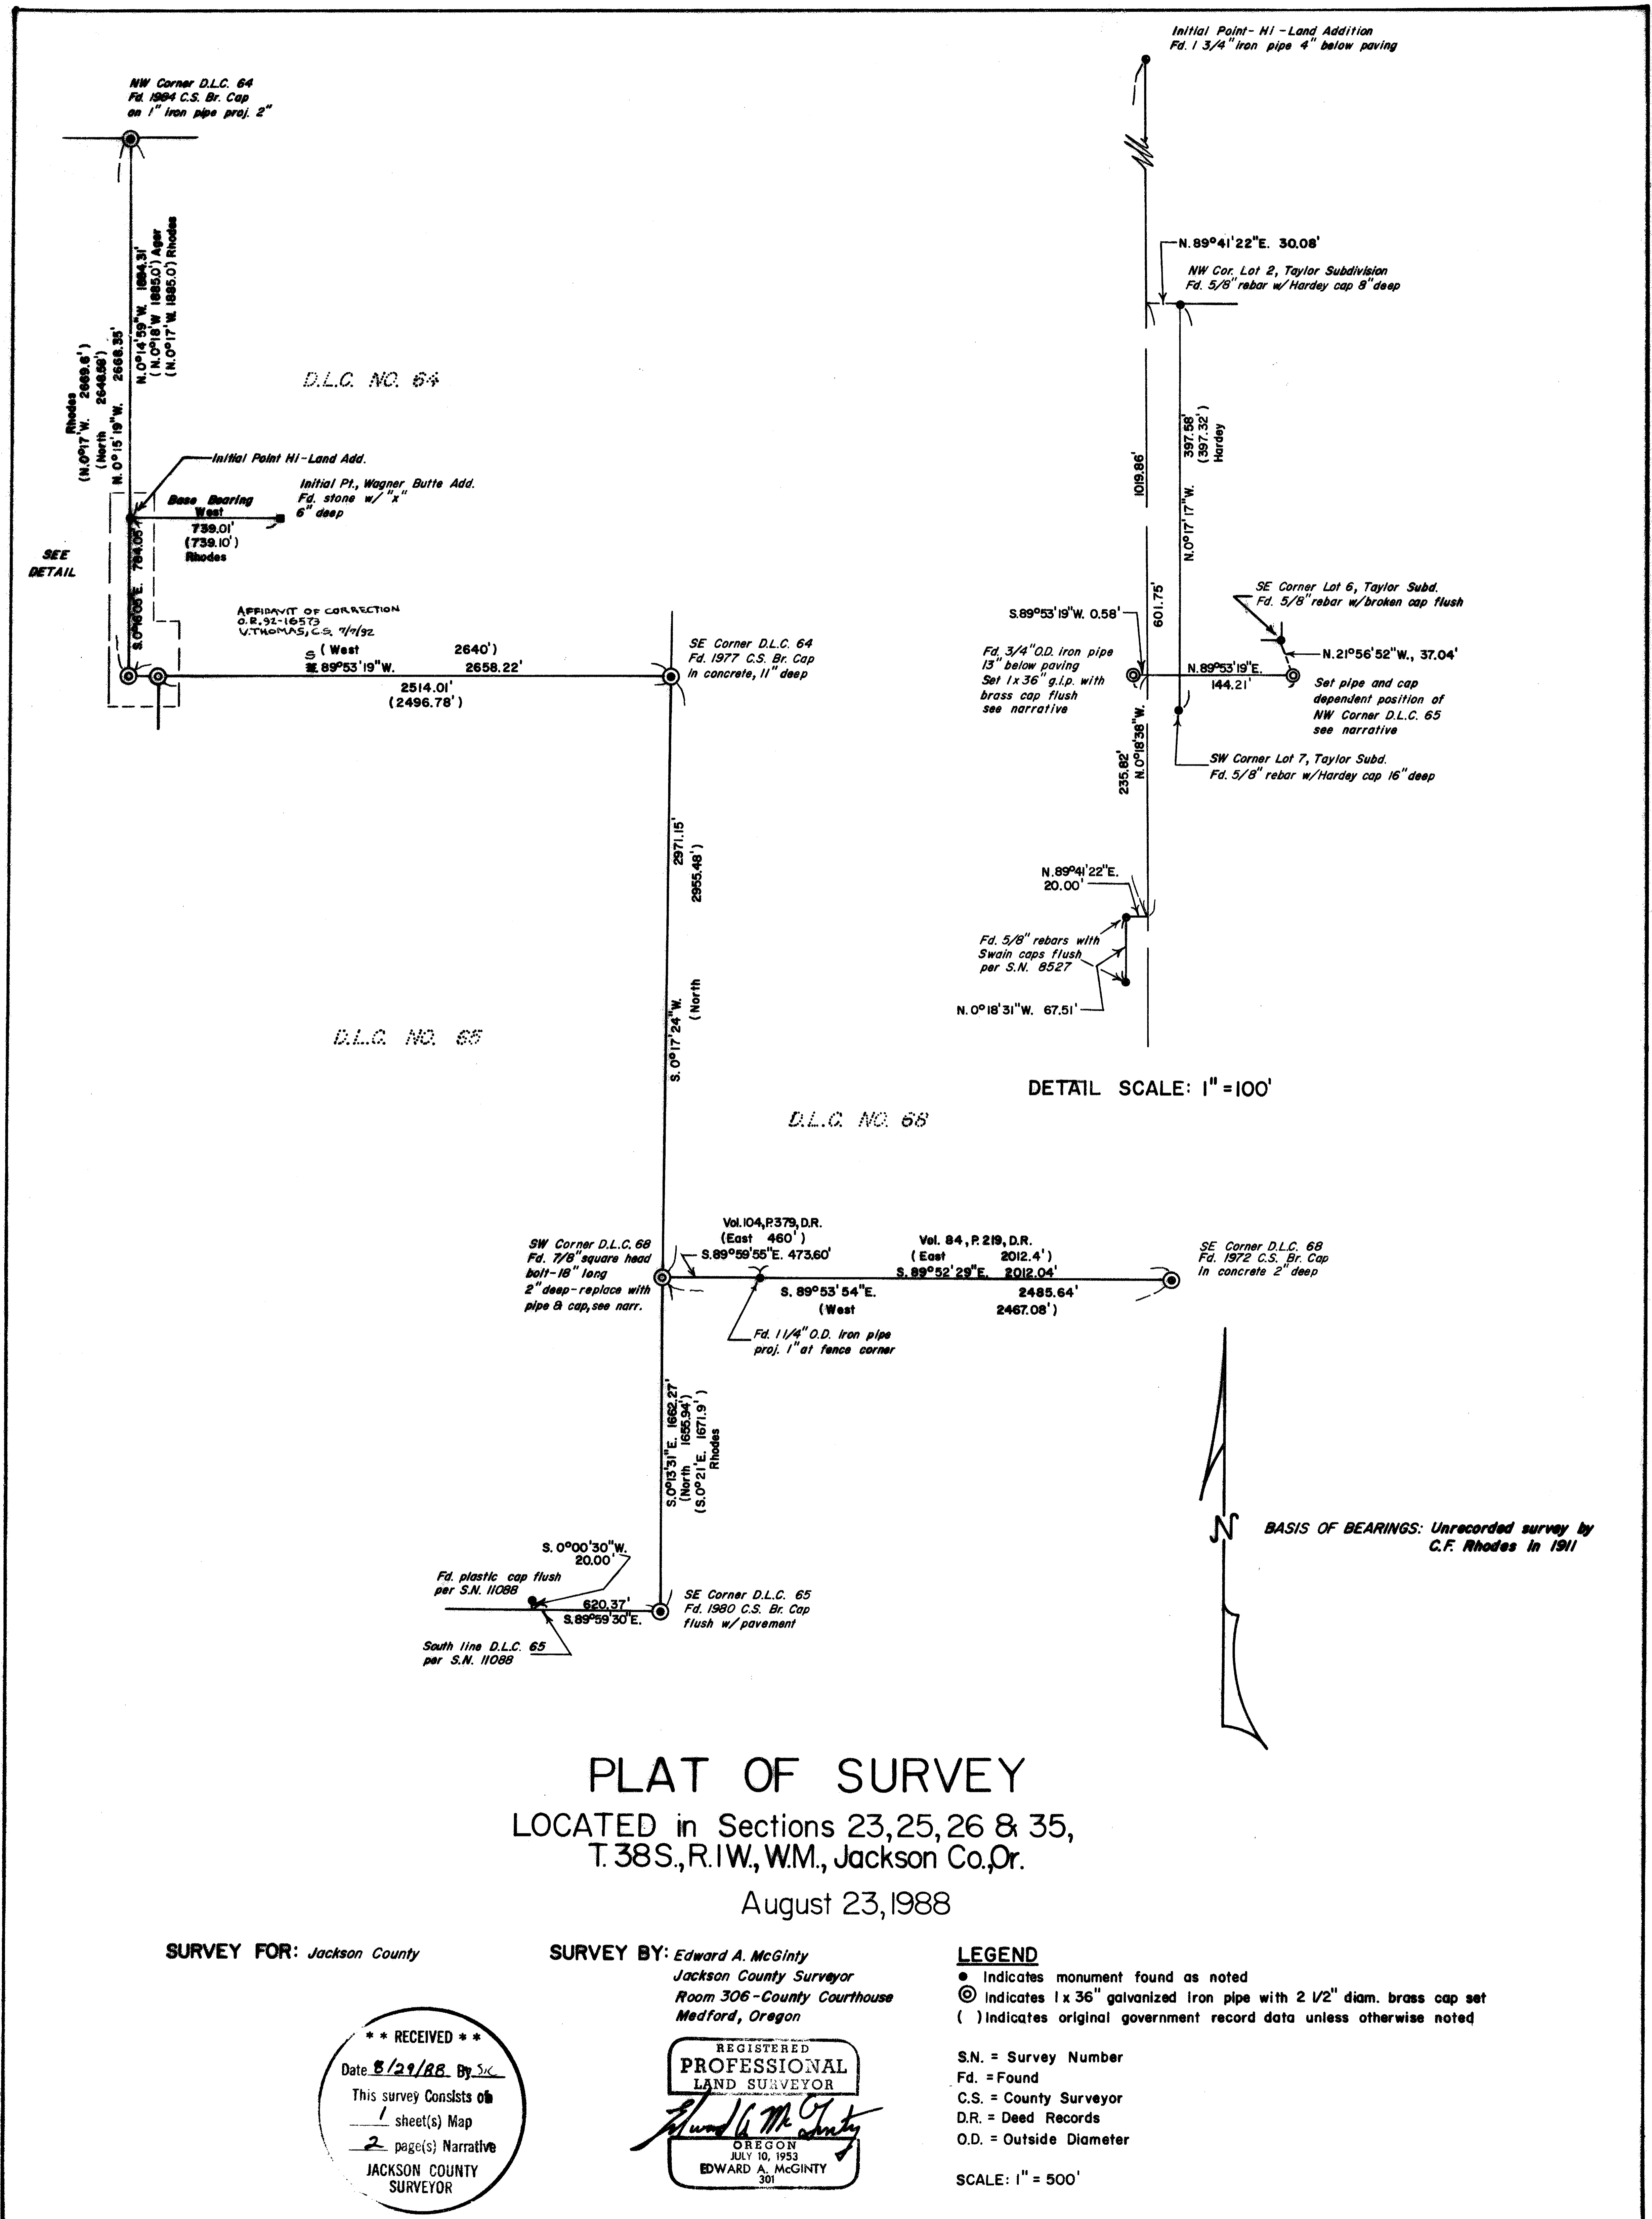 Initial Point- Hi-Land Addition
Fd. 1 3/4" iron pipe 4" below paving
NW Corner D.L.C. 64
Fd. 1984 C.S. Br. Cap
on 1" iron pipe proj. 2"
N.0°14'59"W. 1884.31'
(N.0°18'W 1885.0') Ager
(N.0°17'W. 1885.0') Rhodes
Rhodes
(N.0°17'W. 2669.6')
(North 2648.58')
N. 0°15'19"W. 2668.35'
D.L.C. NO. 64
Initial Point Hi-Land Add.
Initial Pt., Wagner Butte Add.
Fd. stone w/ "x"
6" deep
Base Bearing
West
739.01'
(739.10')
Rhodes
SEE
DETAIL
S.0°16'05"E. 784.05'
AFFIDAVIT OF CORRECTION
O.R. 92-16573
V. THOMAS, C.S. 7/7/92
(West 2640')
S 89°53'19"W. 2658.22'
2514.01'
(2496.78')
SE Corner D.L.C. 64
Fd. 1977 C.S. Br. Cap
in concrete, 11" deep
N.89°41'22"E. 30.08'
NW Cor. Lot 2, Taylor Subdivision
Fd. 5/8" rebar w/Hardey cap 8" deep
1019.86'
N.0°17'17"W. 397.58'
(397.32')
Hardey
601.75'
S.89°53'19"W. 0.58'
SE Corner Lot 6, Taylor Subd.
Fd. 5/8" rebar w/broken cap flush
N.21°56'52"W., 37.04'
Fd. 3/4" O.D. iron pipe
13" below paving
Set 1 x 36" g.i.p. with
brass cap flush
see narrative
N.89°53'19"E.
144.21'
Set pipe and cap
dependent position of
NW Corner D.L.C. 65
see narrative
235.82'
N.0°18'38"W.
SW Corner Lot 7, Taylor Subd.
Fd. 5/8" rebar w/Hardey cap 16" deep
N.89°41'22"E.
20.00'
Fd. 5/8" rebars with
Swain caps flush
per S.N. 8527
N.0°18'31"W. 67.51'
DETAIL SCALE: 1" = 100'
S. 0°17'24"W. 2971.15'
(North 2955.48')
D.L.C. NO. 65
D.L.C. NO. 68
SW Corner D.L.C. 68
Fd. 7/8" square head
bolt-18" long
2" deep-replace with
pipe & cap, see narr.
Vol. 104, P. 379, D.R.
(East 460')
S.89°59'55"E. 473.60'
Vol. 84, P. 219, D.R.
(East 2012.4')
S. 89°52'29"E. 2012.04'
S. 89°53'54"E. 2485.64'
(West 2467.08')
SE Corner D.L.C. 68
Fd. 1972 C.S. Br. Cap
in concrete 2" deep
Fd. 1 1/4" O.D. iron pipe
proj. 1" at fence corner
S.0°13'31"E. 1662.27'
(North 1655.94')
(S.0°21'E. 1671.9')
Rhodes
S. 0°00'30"W.
20.00'
Fd. plastic cap flush
per S.N. 11088
620.37'
S.89°59'30"E.
SE Corner D.L.C. 65
Fd. 1980 C.S. Br. Cap
flush w/ pavement
South line D.L.C. 65
per S.N. 11088
N
BASIS OF BEARINGS: Unrecorded survey by
C.F. Rhodes in 1911
PLAT OF SURVEY
LOCATED in Sections 23, 25, 26 & 35,
T. 38S., R. 1W., W.M., Jackson Co., Or.
August 23, 1988
SURVEY FOR: Jackson County
SURVEY BY: Edward A. McGinty
Jackson County Surveyor
Room 306-County Courthouse
Medford, Oregon
LEGEND
● Indicates monument found as noted
◎ Indicates 1 x 36" galvanized iron pipe with 2 1/2" diam. brass cap set
( ) Indicates original government record data unless otherwise noted
S.N. = Survey Number
Fd. = Found
C.S. = County Surveyor
D.R. = Deed Records
O.D. = Outside Diameter
SCALE: 1" = 500'
* * RECEIVED * *
Date 8/29/88 By SK
This survey Consists of
1 sheet(s) Map
2 page(s) Narrative
JACKSON COUNTY
SURVEYOR
REGISTERED
PROFESSIONAL
LAND SURVEYOR
Edward A. McGinty
OREGON
JULY 10, 1953
EDWARD A. McGINTY
301